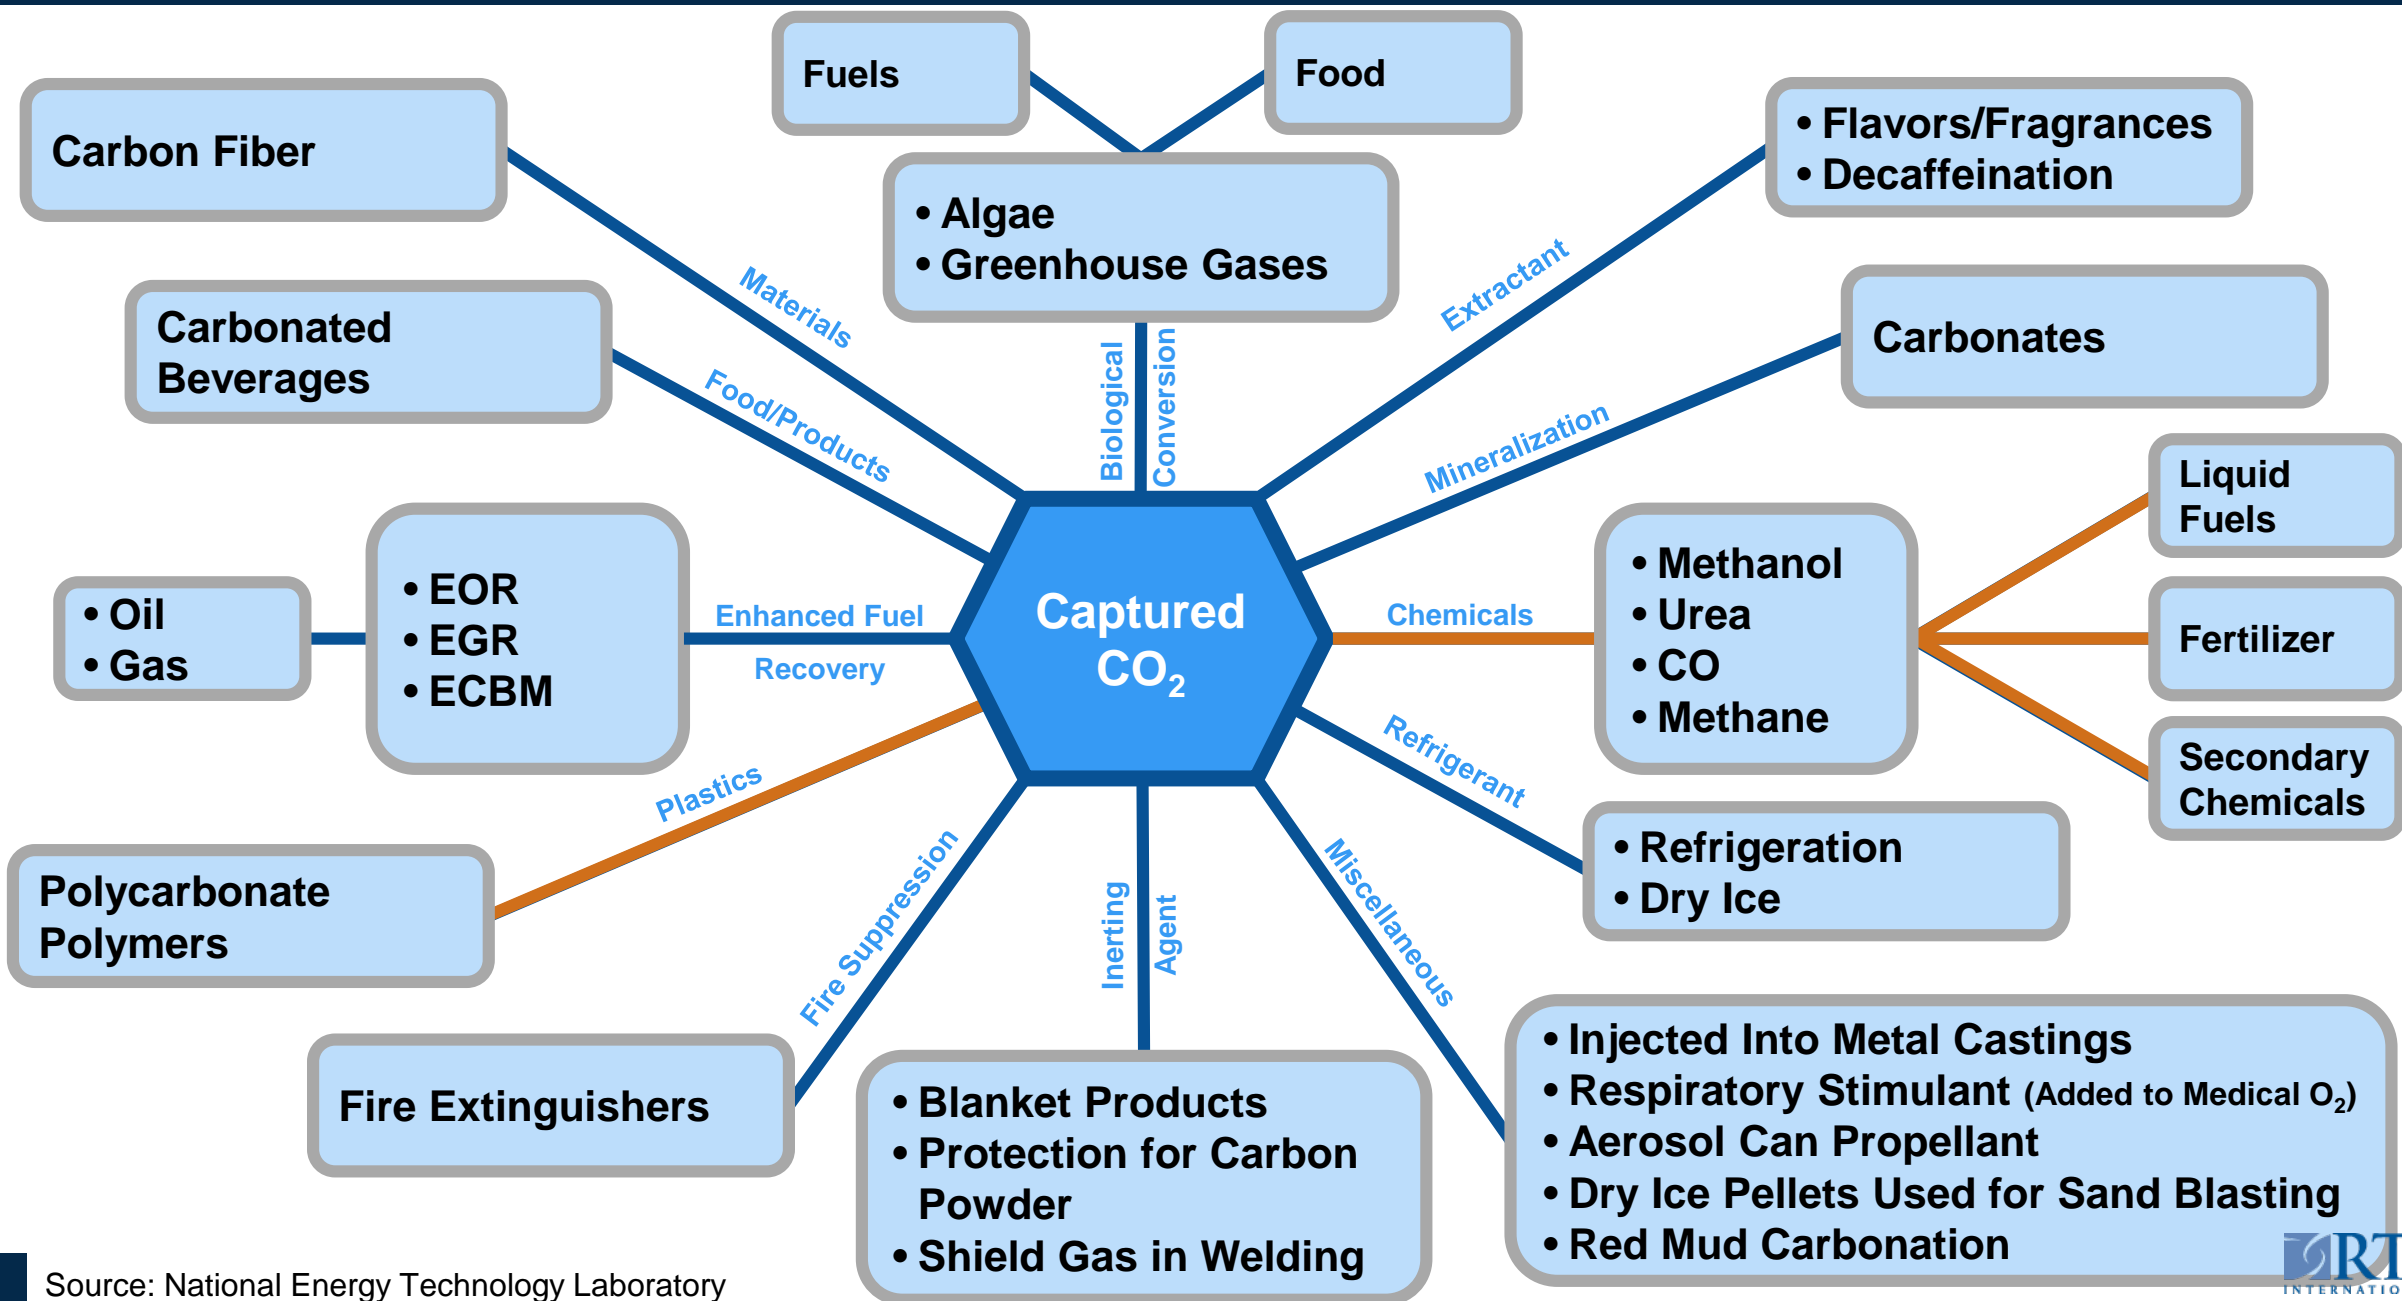 Fuels
Food
Carbon Fiber
• Flavors/Fragrances
• Decaffeination
• Algae
• Greenhouse Gases
Materials
Extractant
Carbonated
Beverages
Carbonates
Food/Products
Biological
Conversion
Mineralization
Liquid
Fuels
• Oil
• Gas
• EOR
• EGR
• ECBM
Enhanced Fuel
Recovery
Captured
CO₂
Chemicals
• Methanol
• Urea
• CO
• Methane
Fertilizer
Secondary
Chemicals
Plastics
Refrigerant
• Refrigeration
• Dry Ice
Polycarbonate
Polymers
Fire Suppression
Inerting
Agent
Miscellaneous
Fire Extinguishers
• Blanket Products
• Protection for Carbon
Powder
• Shield Gas in Welding
• Injected Into Metal Castings
• Respiratory Stimulant (Added to Medical O₂)
• Aerosol Can Propellant
• Dry Ice Pellets Used for Sand Blasting
• Red Mud Carbonation
Source: National Energy Technology Laboratory